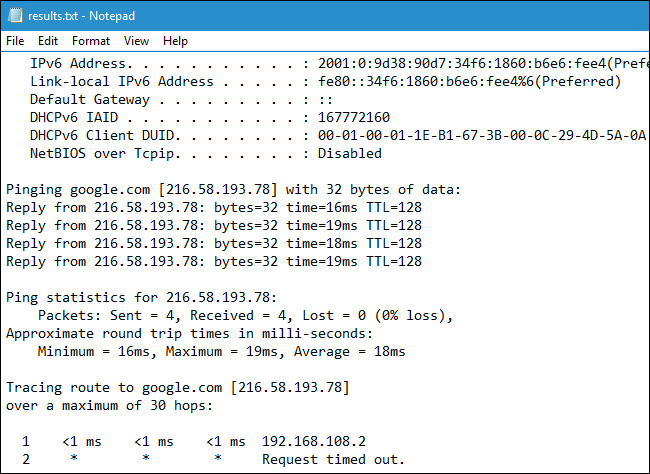 results.txt - Notepad
File Edit Format View Help
IPv6 Address. . . . . . . . . . . : 2001:0:9d38:90d7:34f6:1860:b6e6:fee4(Prefe
Link-local IPv6 Address . . . . . : fe80::34f6:1860:b6e6:fee4%6(Preferred)
Default Gateway . . . . . . . . . : ::
DHCPv6 IAID . . . . . . . . . . . : 167772160
DHCPv6 Client DUID. . . . . . . . : 00-01-00-01-1E-B1-67-3B-00-0C-29-4D-5A-0A
NetBIOS over Tcpip. . . . . . . . : Disabled
Pinging google.com [216.58.193.78] with 32 bytes of data:
Reply from 216.58.193.78: bytes=32 time=16ms TTL=128
Reply from 216.58.193.78: bytes=32 time=19ms TTL=128
Reply from 216.58.193.78: bytes=32 time=18ms TTL=128
Reply from 216.58.193.78: bytes=32 time=19ms TTL=128
Ping statistics for 216.58.193.78:
Packets: Sent = 4, Received = 4, Lost = 0 (0% loss),
Approximate round trip times in milli-seconds:
Minimum = 16ms, Maximum = 19ms, Average = 18ms
Tracing route to google.com [216.58.193.78]
over a maximum of 30 hops:
1 <1 ms <1 ms <1 ms 192.168.108.2
2 * * * Request timed out.